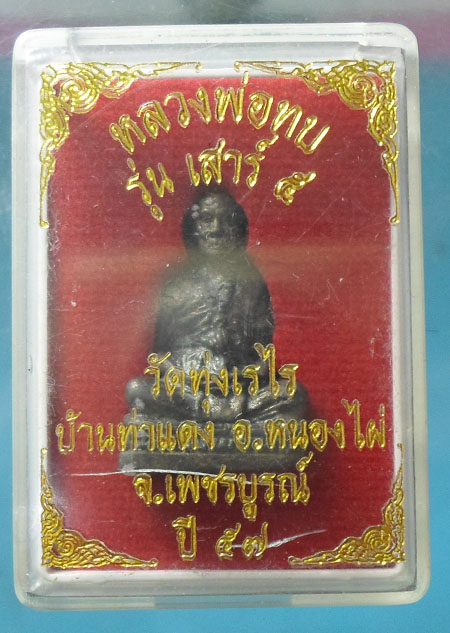 หลวงพ่อทบ
รุ่น เสาร์ ๕
วัดทุ่งเรไร
บ้านท่าแดง อ.หนองไผ่
จ.เพชรบูรณ์
ปี ๕๗